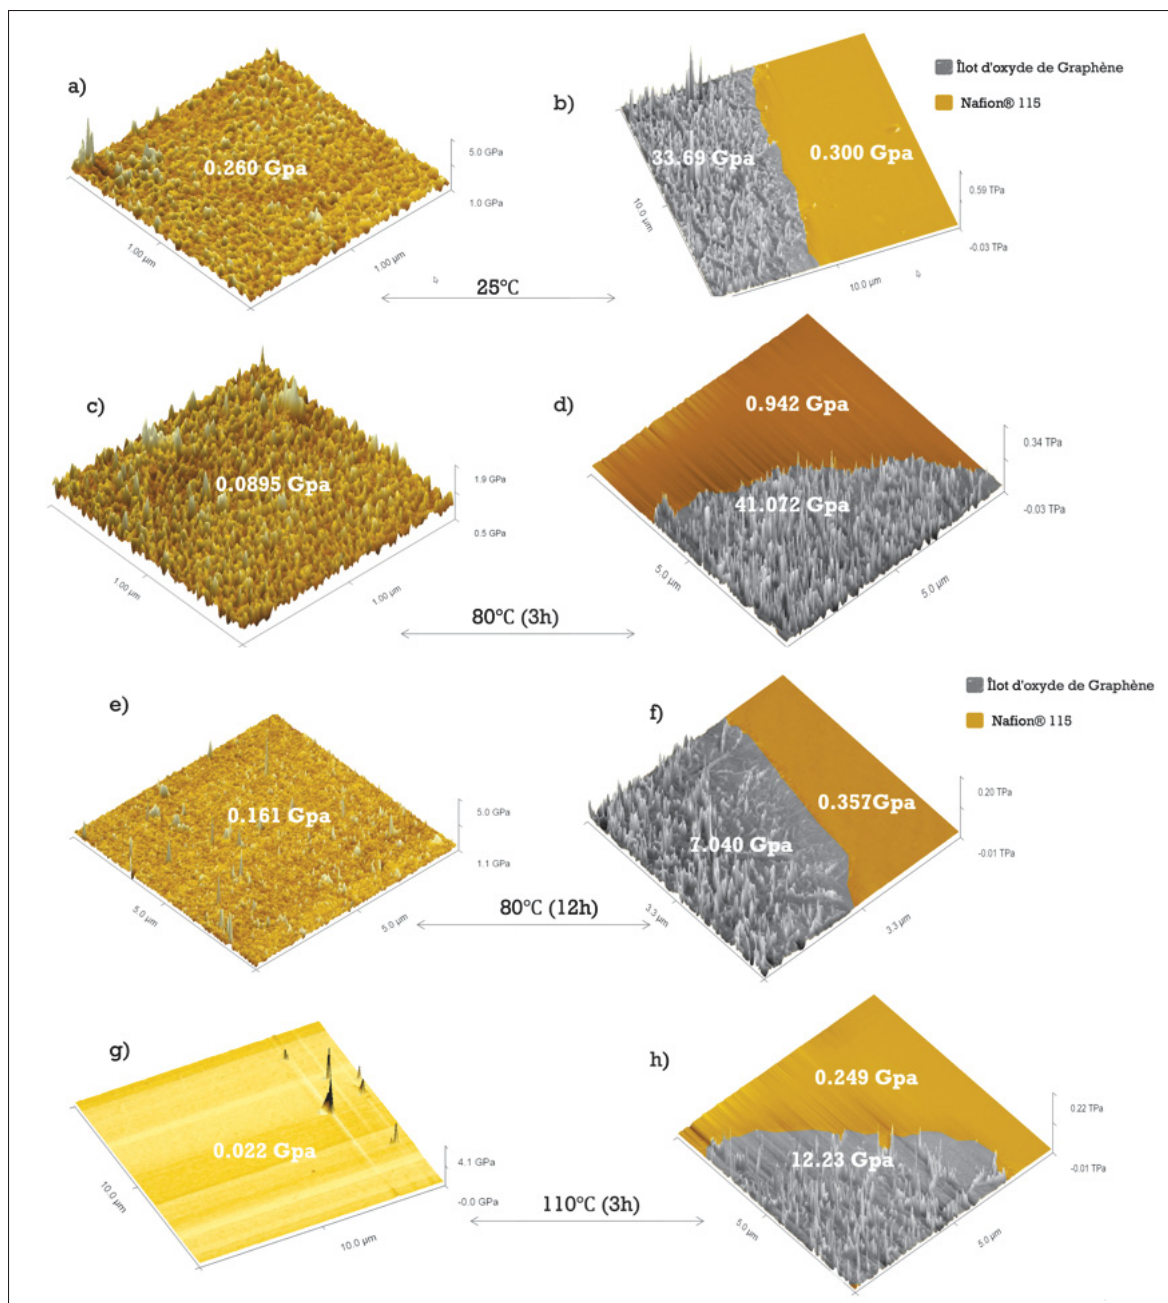 a)
0.260 Gpa
5.0 GPa
1.0 GPa
1.00 µm
1.00 µm
b)
33.69 Gpa
0.300 Gpa
0.59 TPa
-0.03 TPa
10.0 µm
10.0 µm
Îlot d'oxyde de Graphène
Nafion® 115
25°C
c)
0.0895 Gpa
1.9 GPa
0.5 GPa
1.00 µm
1.00 µm
d)
0.942 Gpa
41.072 Gpa
0.34 TPa
-0.03 TPa
5.0 µm
5.0 µm
80°C (3h)
e)
0.161 Gpa
5.0 GPa
1.1 GPa
5.0 µm
5.0 µm
f)
7.040 Gpa
0.357Gpa
0.20 TPa
-0.01 TPa
3.3 µm
3.3 µm
Îlot d'oxyde de Graphène
Nafion® 115
80°C (12h)
g)
0.022 Gpa
4.1 GPa
-0.0 GPa
10.0 µm
10.0 µm
h)
0.249 Gpa
12.23 Gpa
0.22 TPa
-0.01 TPa
5.0 µm
5.0 µm
110°C (3h)